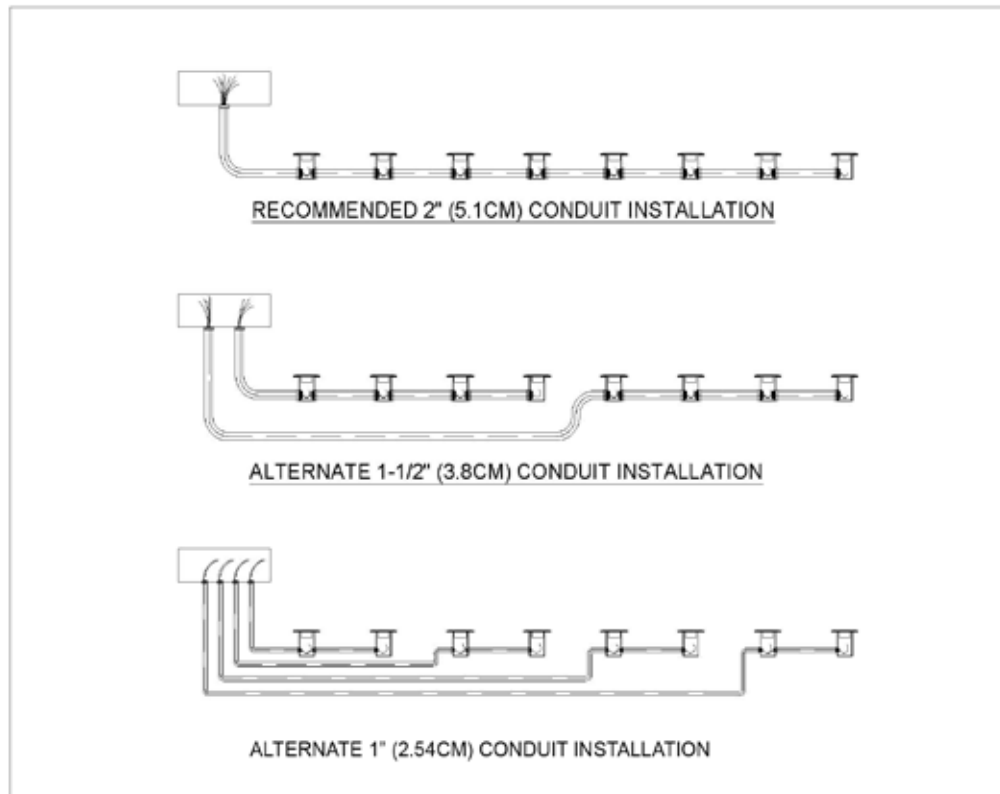 RECOMMENDED 2" (5.1CM) CONDUIT INSTALLATION
ALTERNATE 1-1/2" (3.8CM) CONDUIT INSTALLATION
ALTERNATE 1" (2.54CM) CONDUIT INSTALLATION